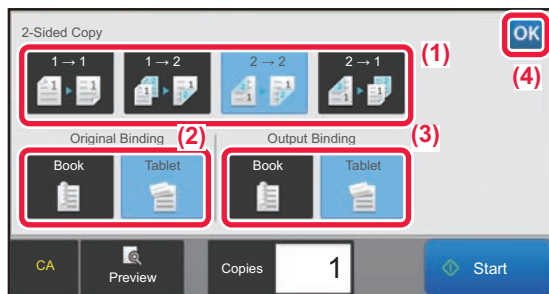 2-Sided Copy
OK
(1)
(4)
1 → 1
1 → 2
2 → 2
2 → 1
Original Binding
(2)
Output Binding
(3)
Book
Tablet
Book
Tablet
CA
Preview
Copies
1
Start